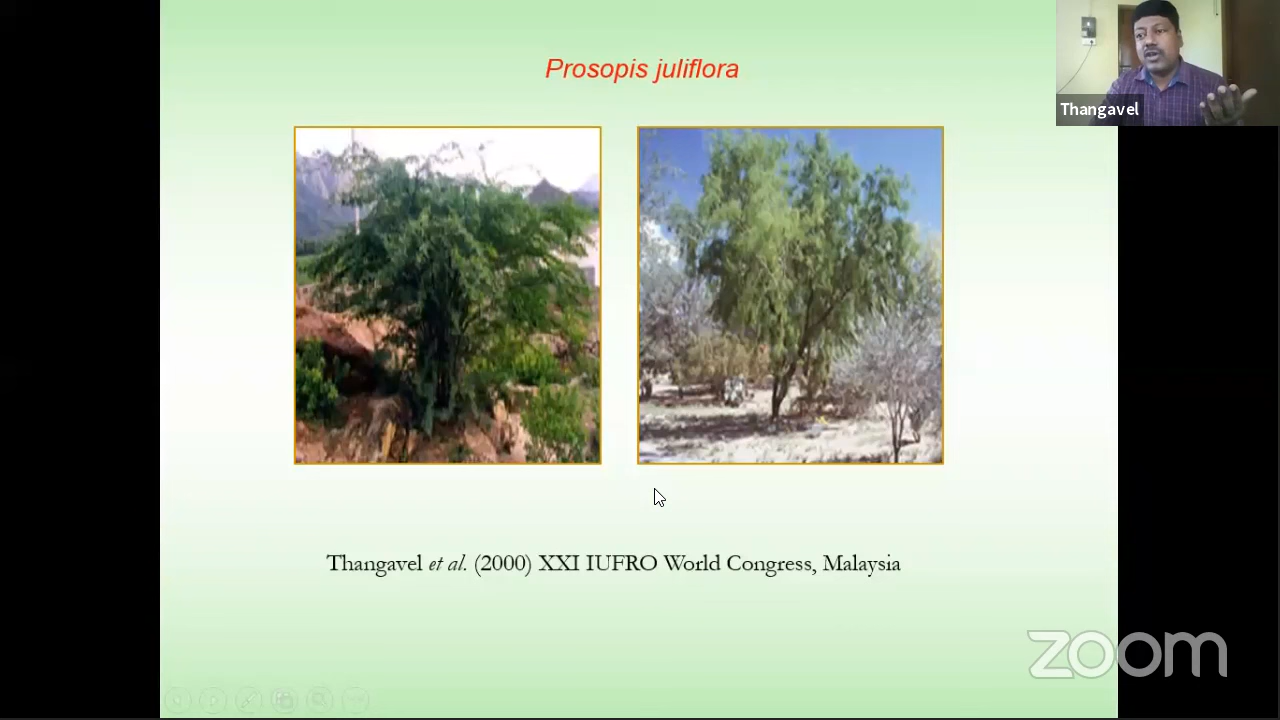 Prosopis juliflora
Thangavel
Thangavel et al. (2000) XXI IUFRO World Congress, Malaysia
zoom